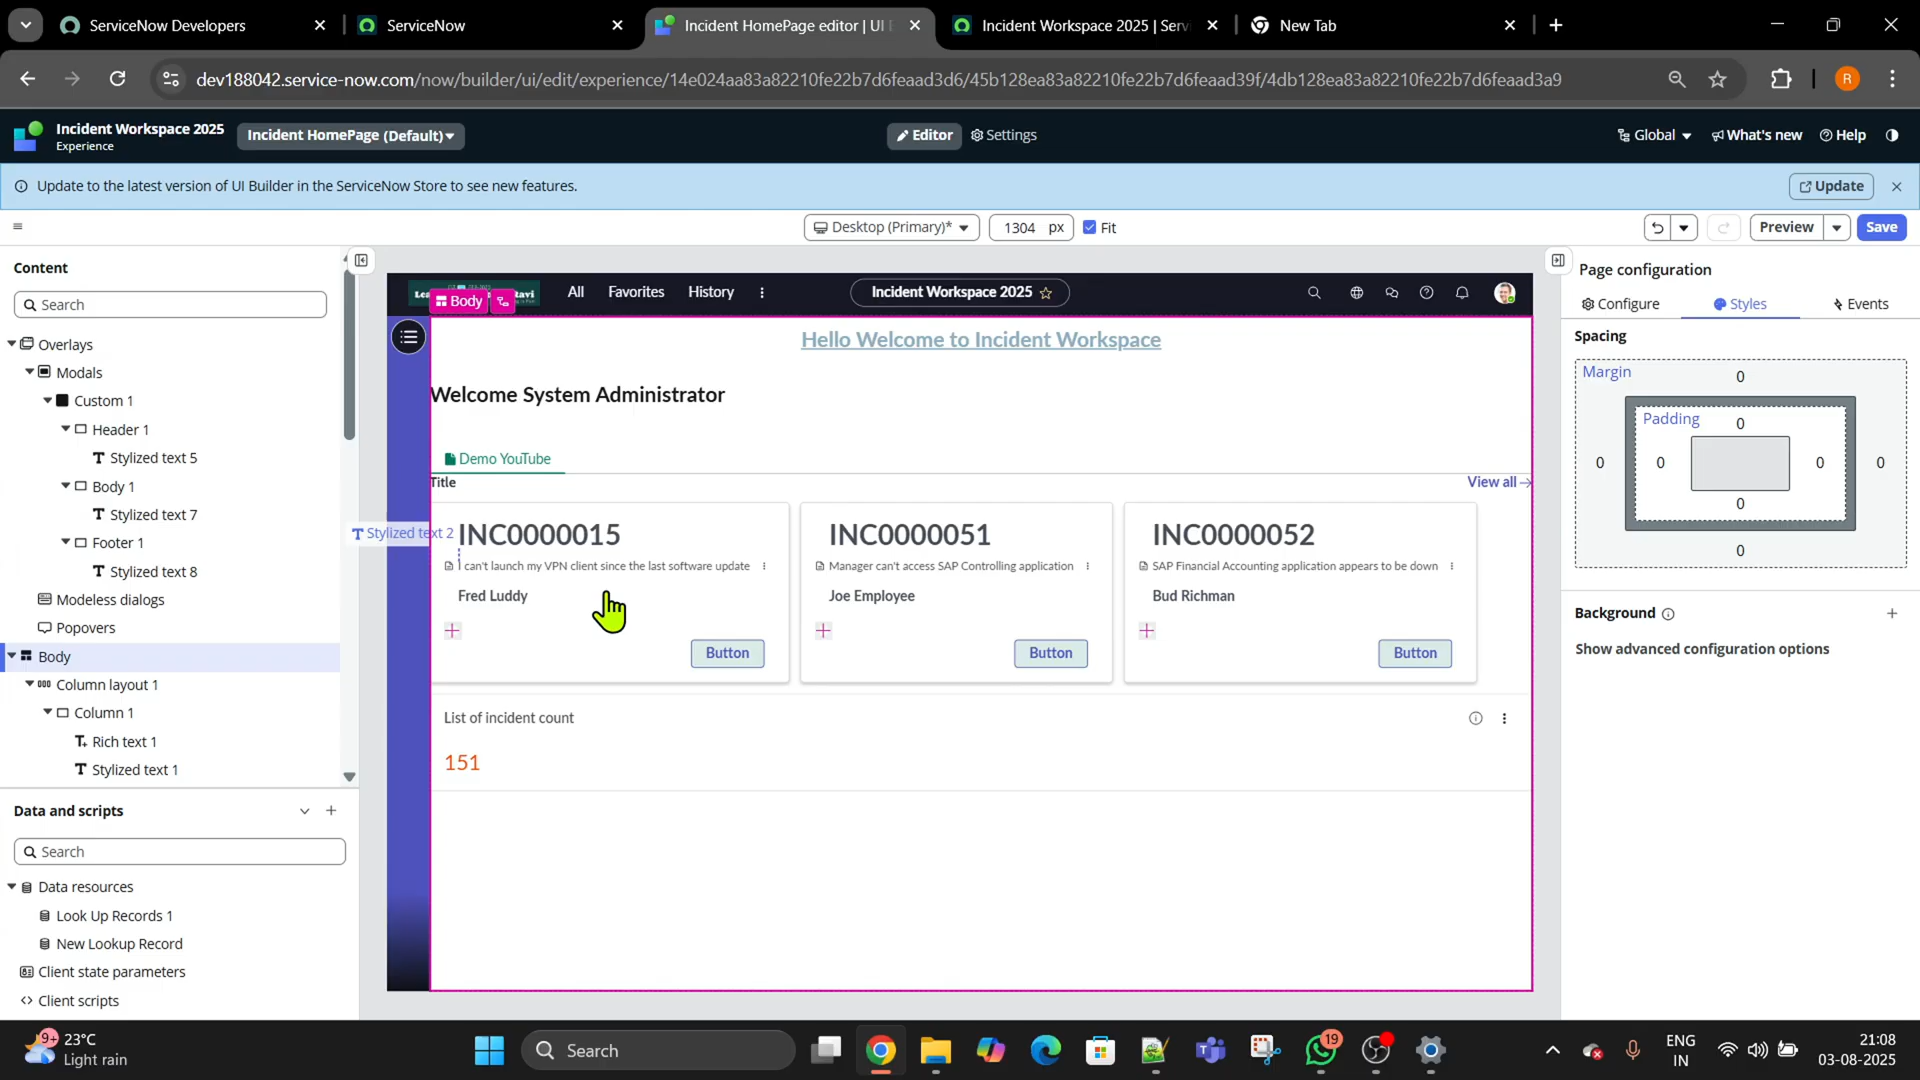 ServiceNow Developers
ServiceNow
Incident HomePage editor | UI
Incident Workspace 2025 | Serv
New Tab
dev188042.service-now.com/now/builder/ui/edit/experience/14e024aa83a82210fe22b7d6feaad3d6/45b128ea83a82210fe22b7d6feaad39f/4db128ea83a82210fe22b7d6feaad3a9
R
Incident Workspace 2025
Experience
Incident HomePage (Default)
Editor
Settings
Global
What's new
Help
Update to the latest version of UI Builder in the ServiceNow Store to see new features.
Update
Desktop (Primary)*
1304 px
Fit
Preview
Save
Content
Search
Overlays
Modals
Custom 1
Header 1
Stylized text 5
Body 1
Stylized text 7
Footer 1
Stylized text 8
Modeless dialogs
Popovers
Body
Column layout 1
Column 1
Rich text 1
Stylized text 1
Data and scripts
Search
Data resources
Look Up Records 1
New Lookup Record
Client state parameters
Client scripts
Body
All
Favorites
History
Incident Workspace 2025
Hello Welcome to Incident Workspace
Welcome System Administrator
Demo YouTube
Title
View all
Stylized text 2
INC0000015
I can't launch my VPN client since the last software update
Fred Luddy
Button
INC0000051
Manager can't access SAP Controlling application
Joe Employee
Button
INC0000052
SAP Financial Accounting application appears to be down
Bud Richman
Button
List of incident count
151
Page configuration
Configure
Styles
Events
Spacing
Margin
0
Padding
0
0
0
0
0
0
0
Background
Show advanced configuration options
9+
23°C
Light rain
Search
19
ENG
IN
21:08
03-08-2025